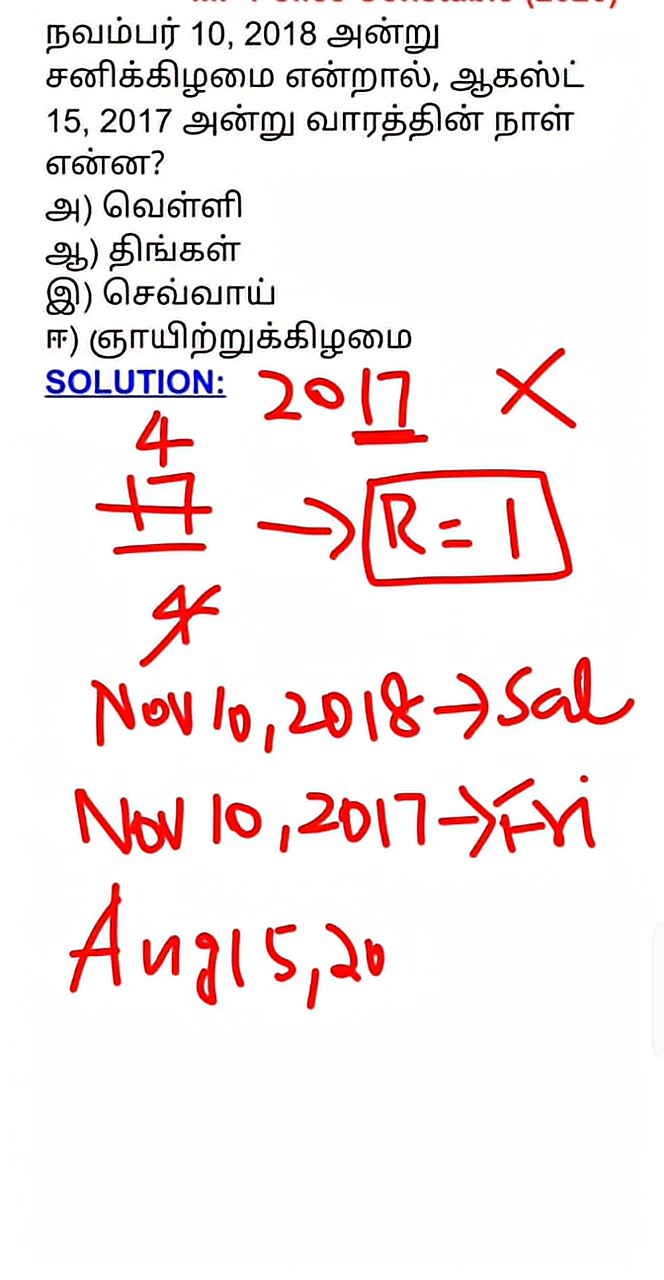 நவம்பர் 10, 2018 அன்று
சனிக்கிழமை என்றால், ஆகஸ்ட்
15, 2017 அன்று வாரத்தின் நாள்
என்ன?
அ) வெள்ளி
ஆ) திங்கள்
இ) செவ்வாய்
ஈ) ஞாயிற்றுக்கிழமை
SOLUTION: 2017 X
4
17 → R = 1
4
Nov 10, 2018 → Sat
Nov 10, 2017 → Fri
Aug 15, 20